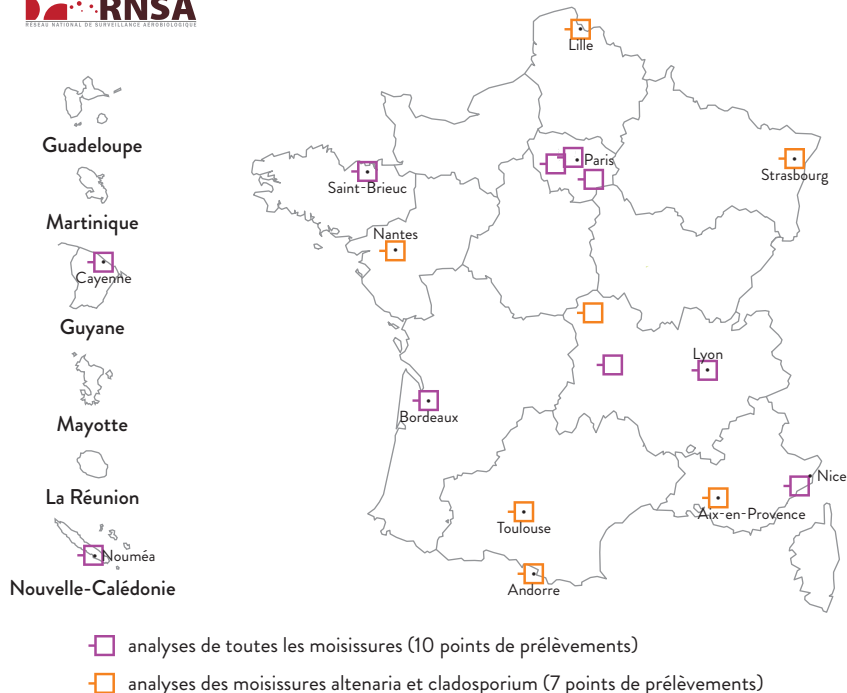 RNSA
RÉSEAU NATIONAL DE SURVEILLANCE AÉROBIOLOGIQUE
Lille
Guadeloupe
Paris
Strasbourg
Saint-Brieuc
Martinique
Nantes
Cayenne
Guyane
Lyon
Mayotte
Bordeaux
Nice
La Réunion
Aix-en-Provence
Toulouse
Nouméa
Nouvelle-Calédonie
Andorre
analyses de toutes les moisissures (10 points de prélèvements)
analyses des moisissures altenaria et cladosporium (7 points de prélèvements)